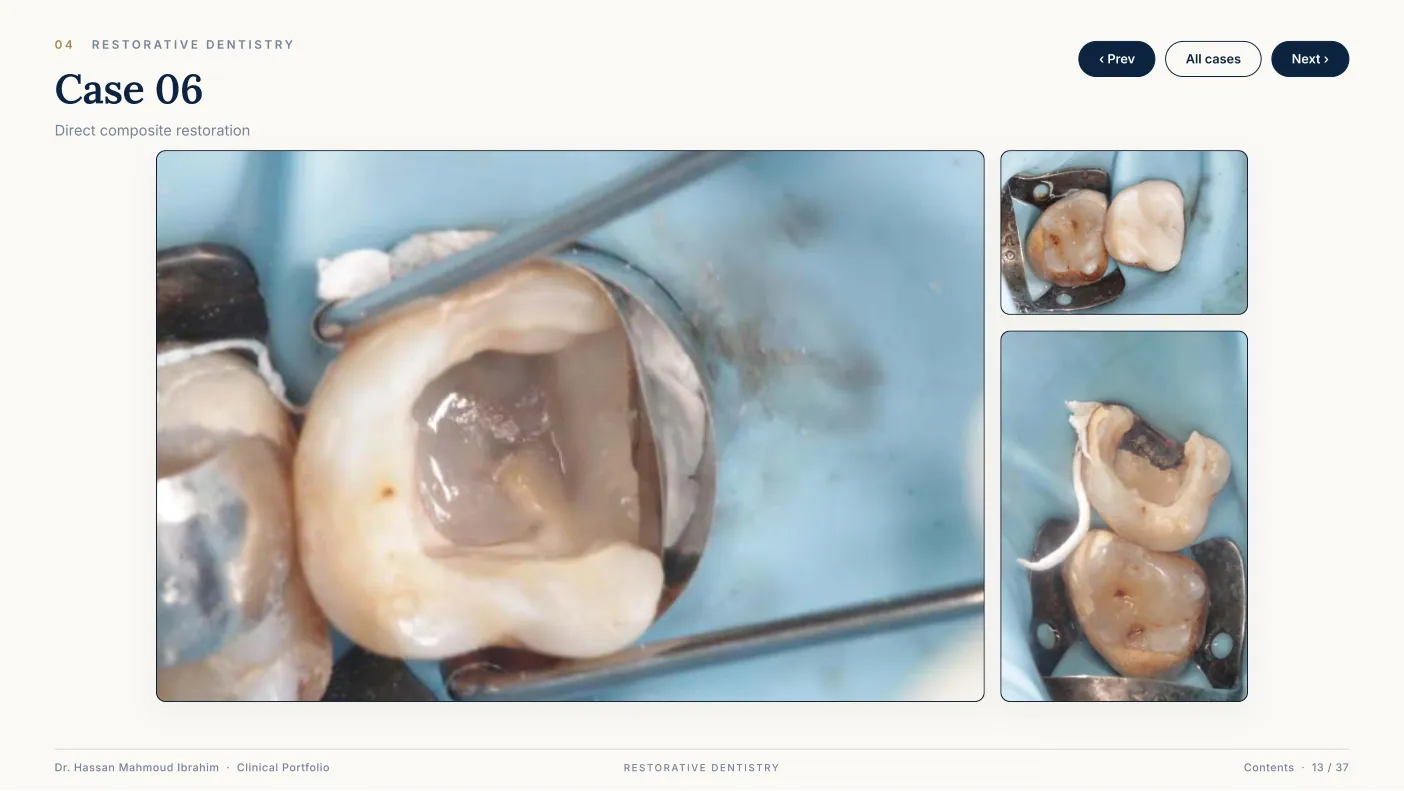 04 RESTORATIVE DENTISTRY
Case 06
Direct composite restoration
‹ Prev
All cases
Next ›
Dr. Hassan Mahmoud Ibrahim · Clinical Portfolio
RESTORATIVE DENTISTRY
Contents · 13 / 37